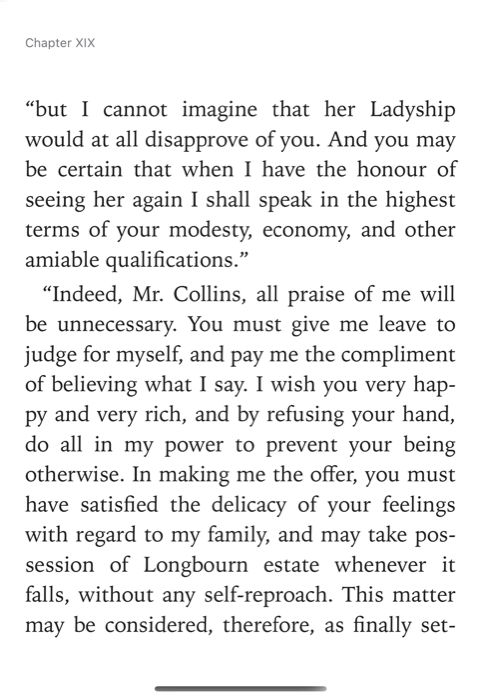 Chapter XIX
“but I cannot imagine that her Ladyship
would at all disapprove of you. And you may
be certain that when I have the honour of
seeing her again I shall speak in the highest
terms of your modesty, economy, and other
amiable qualifications.”
“Indeed, Mr. Collins, all praise of me will
be unnecessary. You must give me leave to
judge for myself, and pay me the compliment
of believing what I say. I wish you very hap-
py and very rich, and by refusing your hand,
do all in my power to prevent your being
otherwise. In making me the offer, you must
have satisfied the delicacy of your feelings
with regard to my family, and may take pos-
session of Longbourn estate whenever it
falls, without any self-reproach. This matter
may be considered, therefore, as finally set-